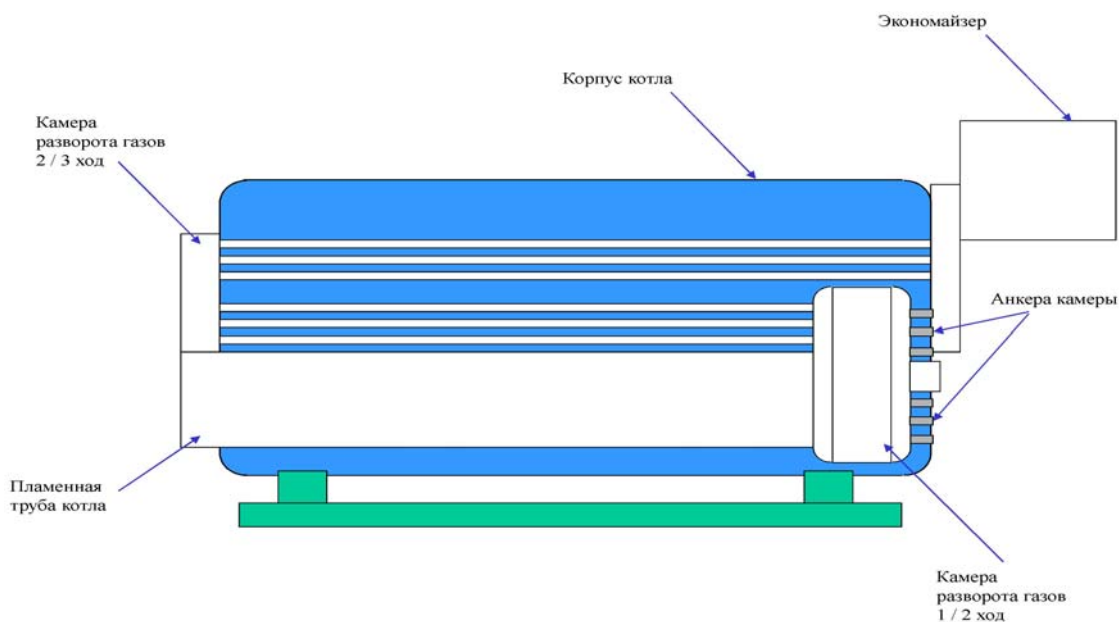 Экономайзер
Корпус котла
Камера
разворота газов
2 / 3 ход
Анкера камеры
Пламенная
труба котла
Камера
разворота газов
1 / 2 ход